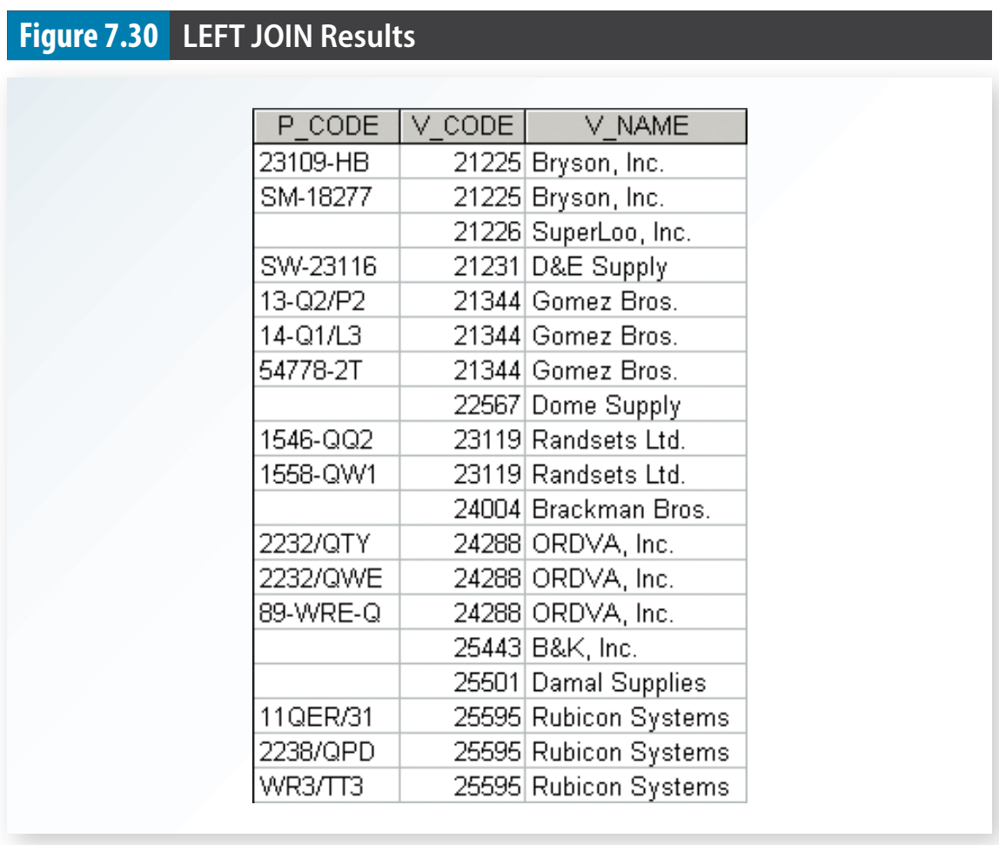 Figure 7.30 LEFT JOIN Results
P_CODE V_CODE V_NAME
23109-HB 21225 Bryson, Inc.
SM-18277 21225 Bryson, Inc.
21226 SuperLoo, Inc.
SW-23116 21231 D&E Supply
13-Q2/P2 21344 Gomez Bros.
14-Q1/L3 21344 Gomez Bros.
54778-2T 21344 Gomez Bros.
22567 Dome Supply
1546-QQ2 23119 Randsets Ltd.
1558-QW1 23119 Randsets Ltd.
24004 Brackman Bros.
2232/QTY 24288 ORDVA, Inc.
2232/QWE 24288 ORDVA, Inc.
89-WRE-Q 24288 ORDVA, Inc.
25443 B&K, Inc.
25501 Damal Supplies
11QER/31 25595 Rubicon Systems
2238/QPD 25595 Rubicon Systems
WR3/TT3 25595 Rubicon Systems